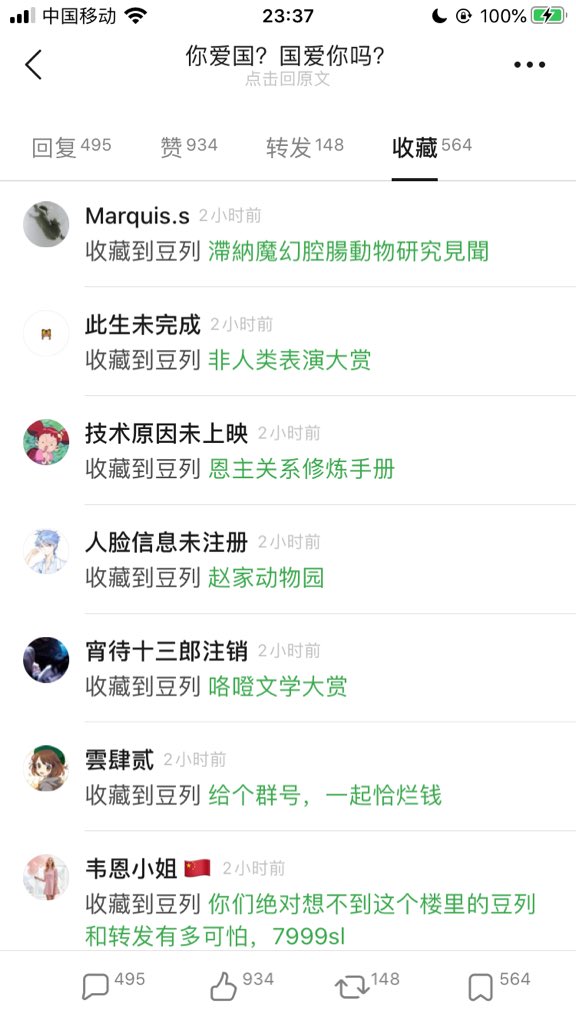 中国移动 23:37 100%
你爱国？国爱你吗？
点击回原文
回复 495 赞 934 转发 148 收藏 564
Marquis.s 2小时前
收藏到豆列 滯納魔幻腔腸動物研究見聞
此生未完成 2小时前
收藏到豆列 非人类表演大赏
技术原因未上映 2小时前
收藏到豆列 恩主关系修炼手册
人脸信息未注册 2小时前
收藏到豆列 赵家动物园
宵待十三郎注销 2小时前
收藏到豆列 咯噔文学大赏
雲肆贰 2小时前
收藏到豆列 给个群号，一起恰烂钱
韦恩小姐🇨🇳 2小时前
收藏到豆列 你们绝对想不到这个楼里的豆列
和转发有多可怕，7999sl
495 934 148 564